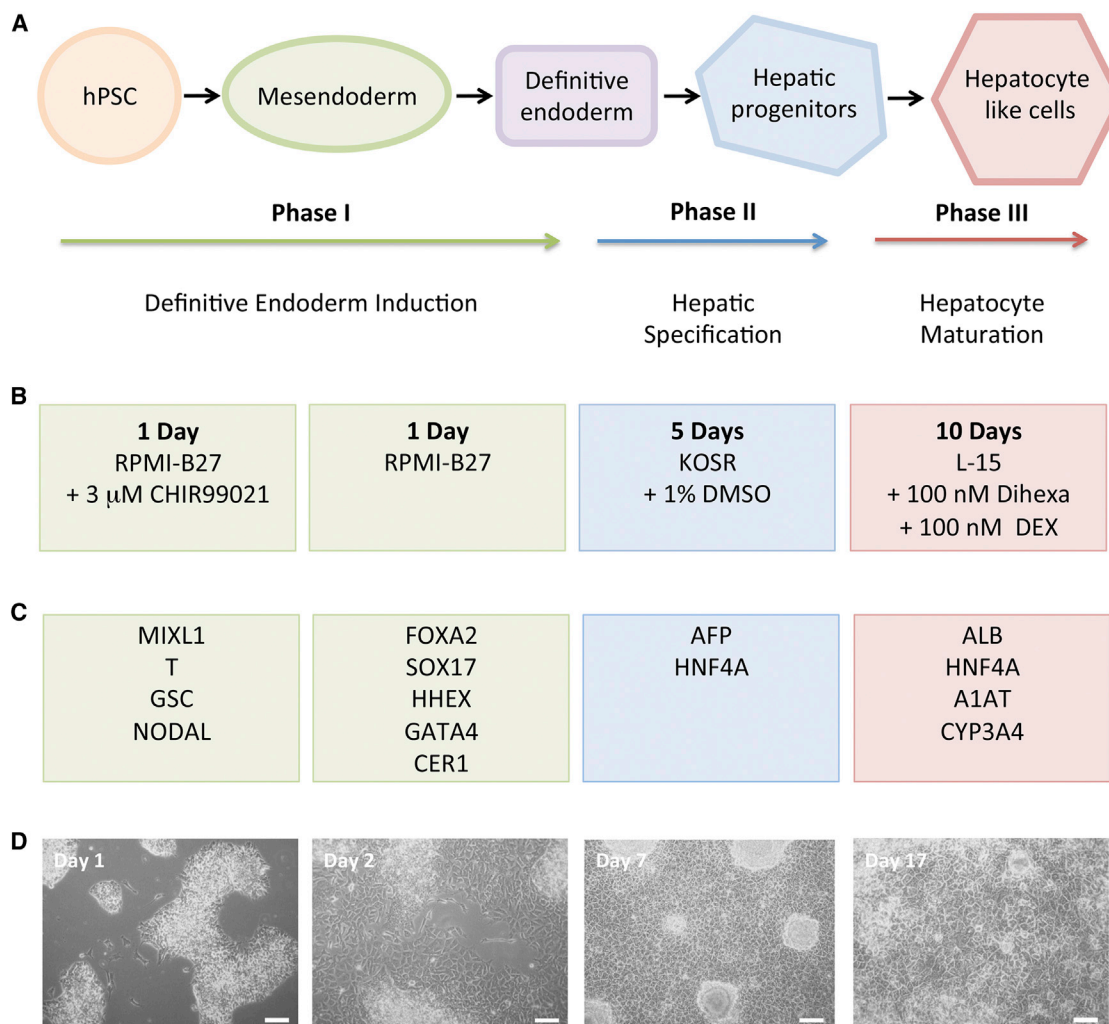 A
hPSC
Mesendoderm
Definitive
endoderm
Hepatic
progenitors
Hepatocyte
like cells
Phase I
Phase II
Phase III
Definitive Endoderm Induction
Hepatic
Specification
Hepatocyte
Maturation
B
1 Day
RPMI-B27
+ 3 μM CHIR99021
1 Day
RPMI-B27
5 Days
KOSR
+ 1% DMSO
10 Days
L-15
+ 100 nM Dihexa
+ 100 nM DEX
C
MIXL1
T
GSC
NODAL
FOXA2
SOX17
HHEX
GATA4
CER1
AFP
HNF4A
ALB
HNF4A
A1AT
CYP3A4
D
Day 1
Day 2
Day 7
Day 17